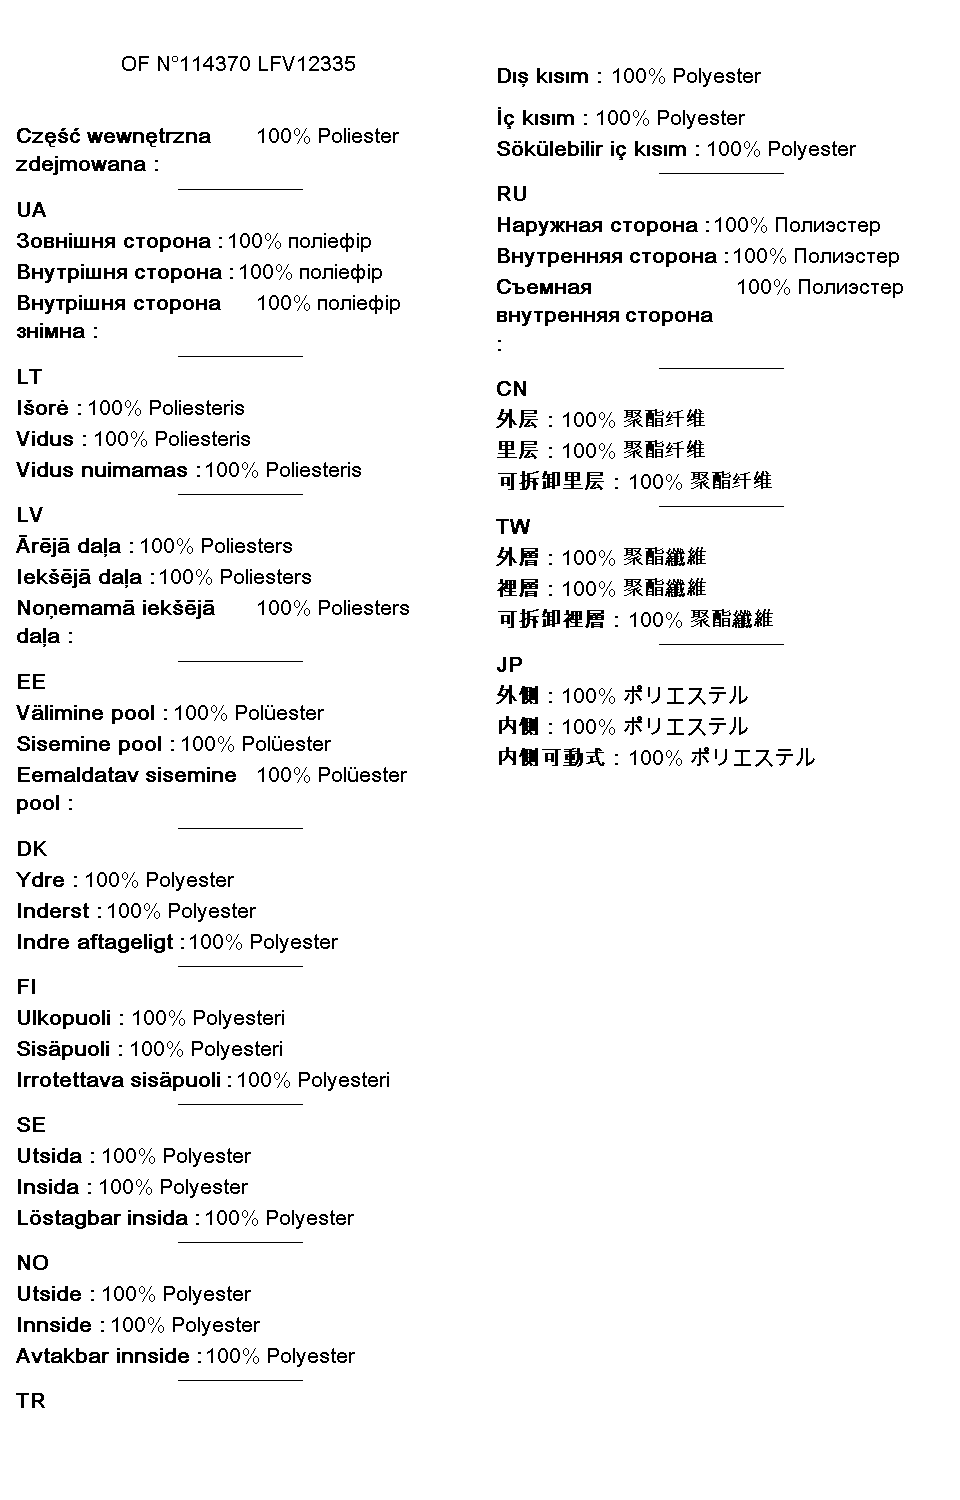 OF N°114370 LFV12335
Część wewnętrzna 100% Poliester
zdejmowana :
UA
Зовнішня сторона : 100% поліефір
Внутрішня сторона : 100% поліефір
Внутрішня сторона 100% поліефір
знімна :
LT
Išorė : 100% Poliesteris
Vidus : 100% Poliesteris
Vidus nuimamas : 100% Poliesteris
LV
Ārējā daļa : 100% Poliesters
Iekšējā daļa : 100% Poliesters
Noņemamā iekšējā 100% Poliesters
daļa :
EE
Välimine pool : 100% Polüester
Sisemine pool : 100% Polüester
Eemaldatav sisemine 100% Polüester
pool :
DK
Ydre : 100% Polyester
Inderst : 100% Polyester
Indre aftageligt : 100% Polyester
FI
Ulkopuoli : 100% Polyesteri
Sisäpuoli : 100% Polyesteri
Irrotettava sisäpuoli : 100% Polyesteri
SE
Utsida : 100% Polyester
Insida : 100% Polyester
Löstagbar insida : 100% Polyester
NO
Utside : 100% Polyester
Innside : 100% Polyester
Avtakbar innside : 100% Polyester
TR
Dış kısım : 100% Polyester
İç kısım : 100% Polyester
Sökülebilir iç kısım : 100% Polyester
RU
Наружная сторона : 100% Полиэстер
Внутренняя сторона : 100% Полиэстер
Съемная 100% Полиэстер
внутренняя сторона
:
CN
外层 : 100% 聚酯纤维
里层 : 100% 聚酯纤维
可拆卸里层 : 100% 聚酯纤维
TW
外層 : 100% 聚酯纖維
裡層 : 100% 聚酯纖維
可拆卸裡層 : 100% 聚酯纖維
JP
外側 : 100% ポリエステル
内側 : 100% ポリエステル
内側可動式 : 100% ポリエステル